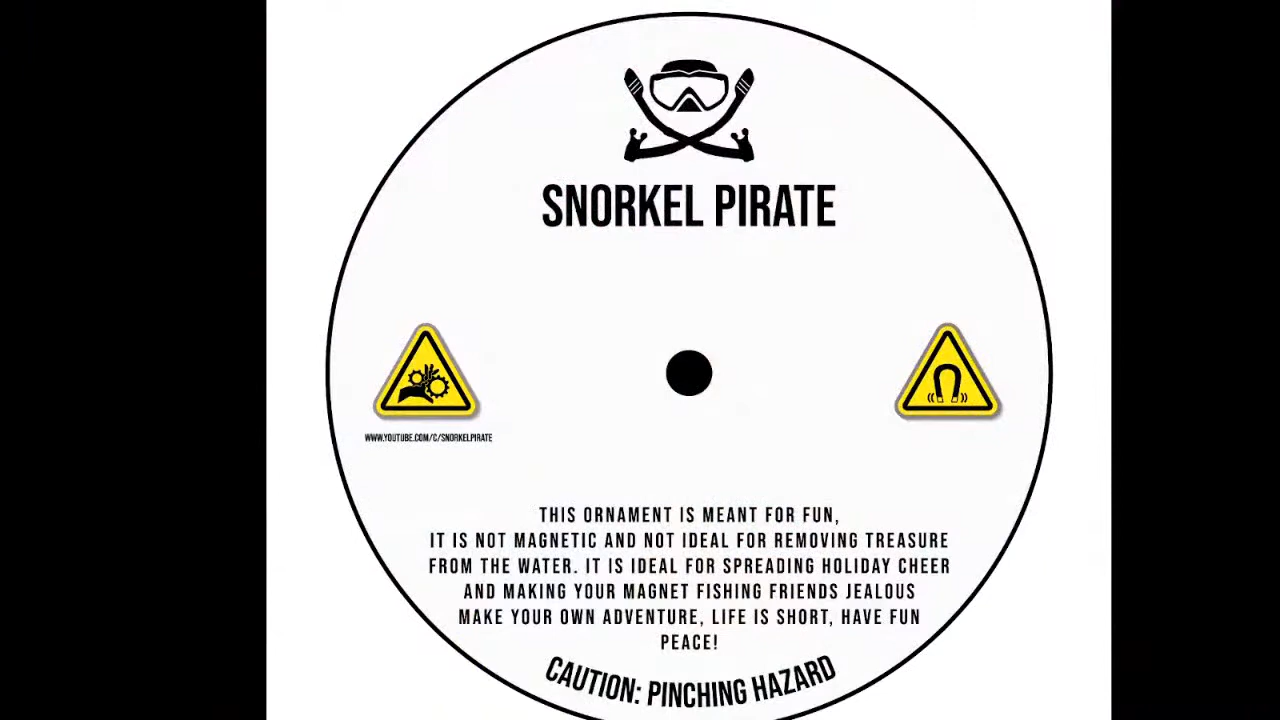 SNORKEL PIRATE
WWW.YOUTUBE.COM/C/SNORKELPIRATE
THIS ORNAMENT IS MEANT FOR FUN,
IT IS NOT MAGNETIC AND NOT IDEAL FOR REMOVING TREASURE
FROM THE WATER. IT IS IDEAL FOR SPREADING HOLIDAY CHEER
AND MAKING YOUR MAGNET FISHING FRIENDS JEALOUS
MAKE YOUR OWN ADVENTURE, LIFE IS SHORT, HAVE FUN
PEACE!
CAUTION: PINCHING HAZARD